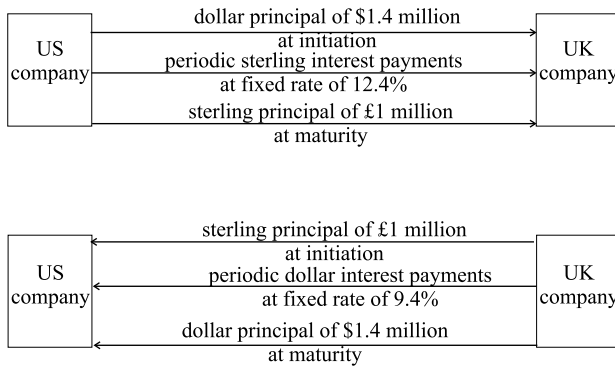 dollar principal of $1.4 million
at initiation
US
company
periodic sterling interest payments
at fixed rate of 12.4%
UK
company
sterling principal of £1 million
at maturity
sterling principal of £1 million
at initiation
US
company
periodic dollar interest payments
at fixed rate of 9.4%
UK
company
dollar principal of $1.4 million
at maturity